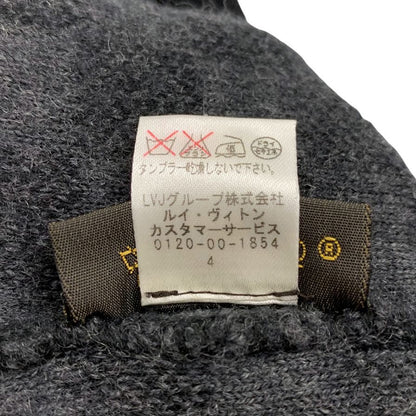 タンブラー乾燥しないで下さい。
LVJグループ株式会社
ルイ・ヴィトン
カスタマーサービス
0120-00-1854
4
®